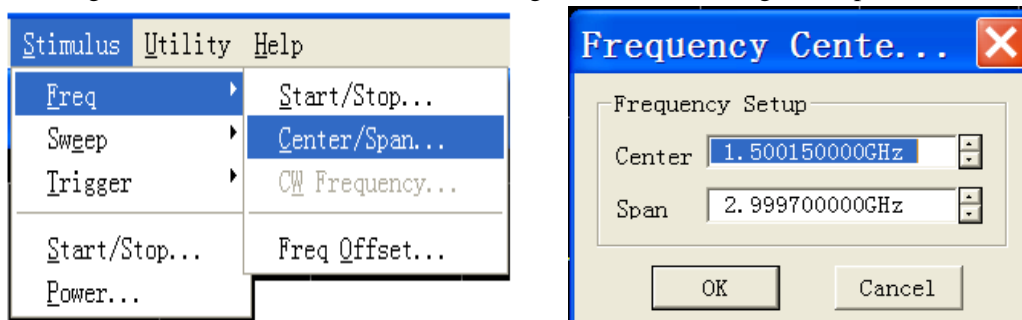 Stimulus Utility Help
Freq
Sweep
Trigger
Start/Stop...
Power...
Start/Stop...
Center/Span...
CW Frequency...
Freq Offset...
Frequency Cente...
Frequency Setup
Center 1.500150000GHz
Span 2.999700000GHz
OK Cancel